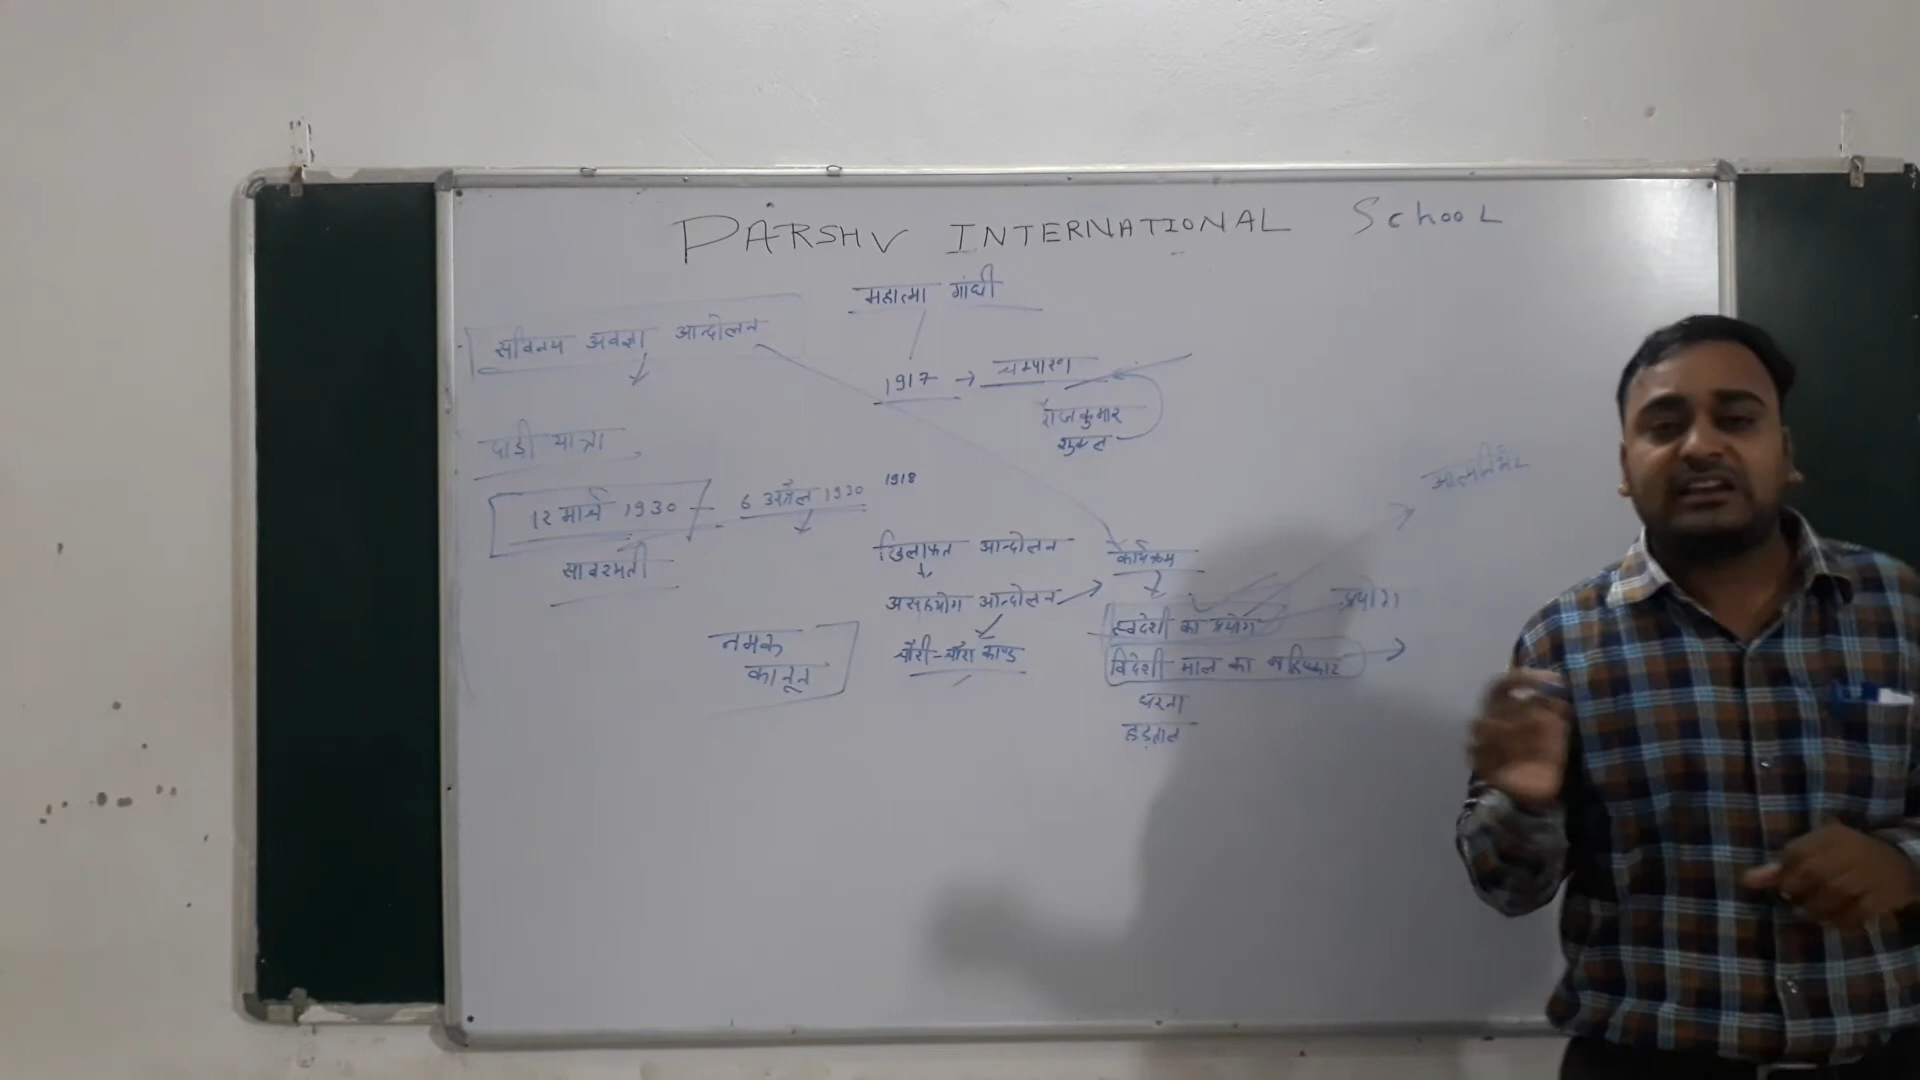 PARSHV INTERNATIONAL School
महात्मा गांधी
सविनय अवज्ञा आन्दोलन
1917 → चम्पारण
राजकुमार
शुक्ल
दाड़ी यात्रा
आत्मनिर्भर
12 मार्च 1930 - 6 अप्रैल 1930
1918
साबरमती
खिलाफत आन्दोलन
कार्यक्रम
असहयोग आन्दोलन
स्वदेशी का प्रयोग
प्रयोग
नमक
कानून
चौरी-चौरा काण्ड
विदेशी माल का बहिष्कार
धरना
हड़ताल